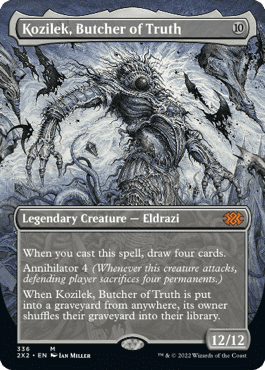 Kozilek, Butcher of Truth 10
Legendary Creature — Eldrazi
When you cast this spell, draw four cards.
Annihilator 4 (Whenever this creature attacks,
defending player sacrifices four permanents.)
When Kozilek, Butcher of Truth is put
into a graveyard from anywhere, its owner
shuffles their graveyard into their library.
12/12
336 M
2X2 • EN Ian Miller
™ & © 2022 Wizards of the Coast